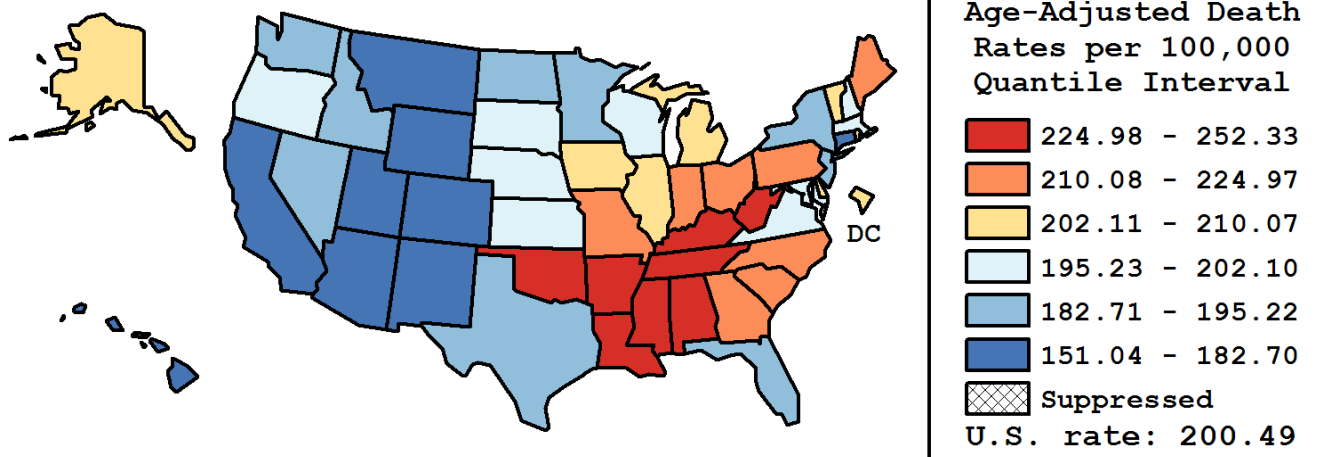 Age-Adjusted Death
Rates per 100,000
Quantile Interval
224.98 - 252.33
210.08 - 224.97
202.11 - 210.07
195.23 - 202.10
182.71 - 195.22
151.04 - 182.70
Suppressed
U.S. rate: 200.49
DC